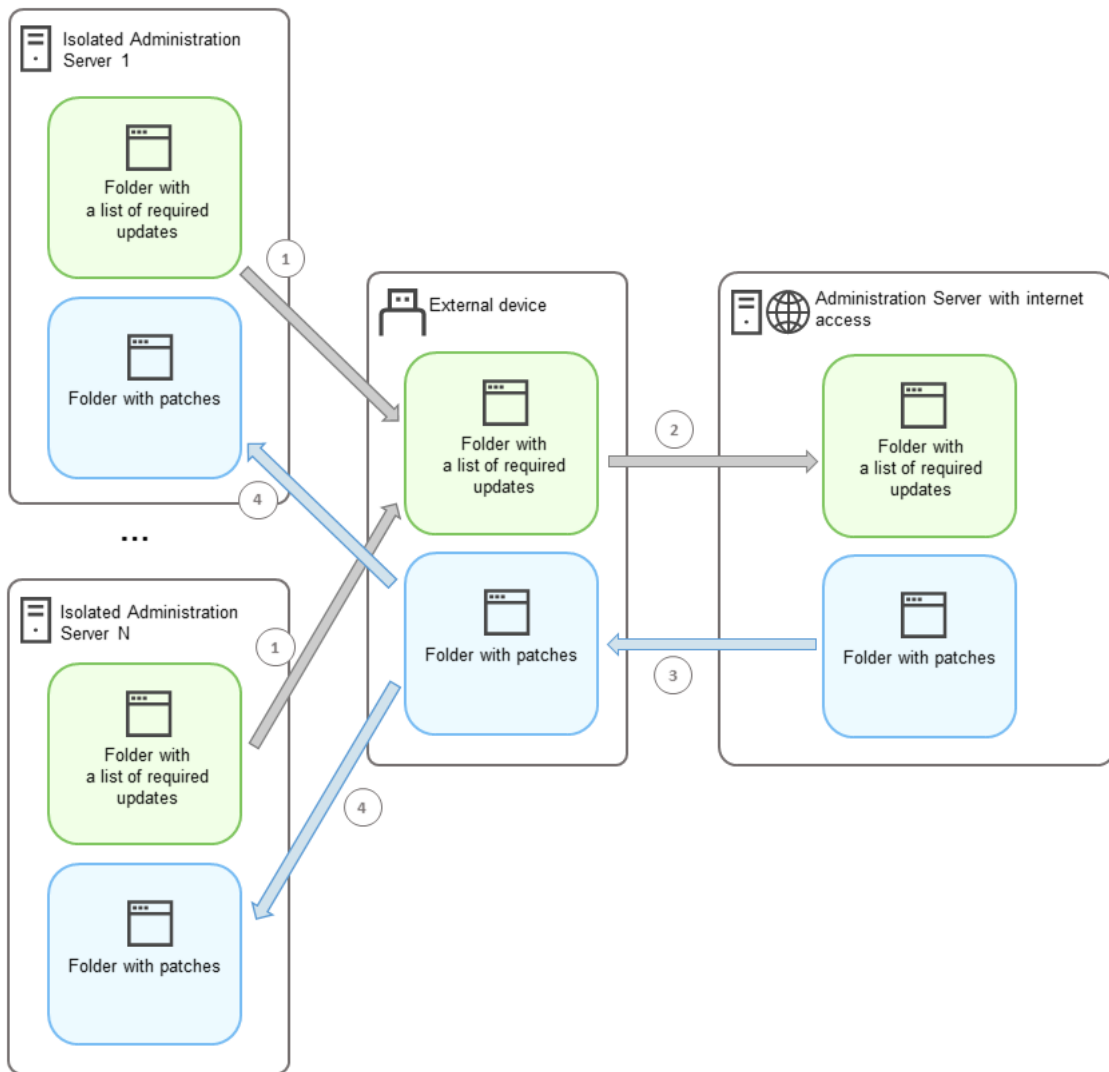 Isolated Administration
Server 1
Folder with
a list of required
updates
Folder with patches
1
4
...
Isolated Administration
Server N
Folder with
a list of required
updates
Folder with patches
1
4
External device
Folder with
a list of required
updates
Folder with patches
2
3
Administration Server with internet
access
Folder with
a list of required
updates
Folder with patches